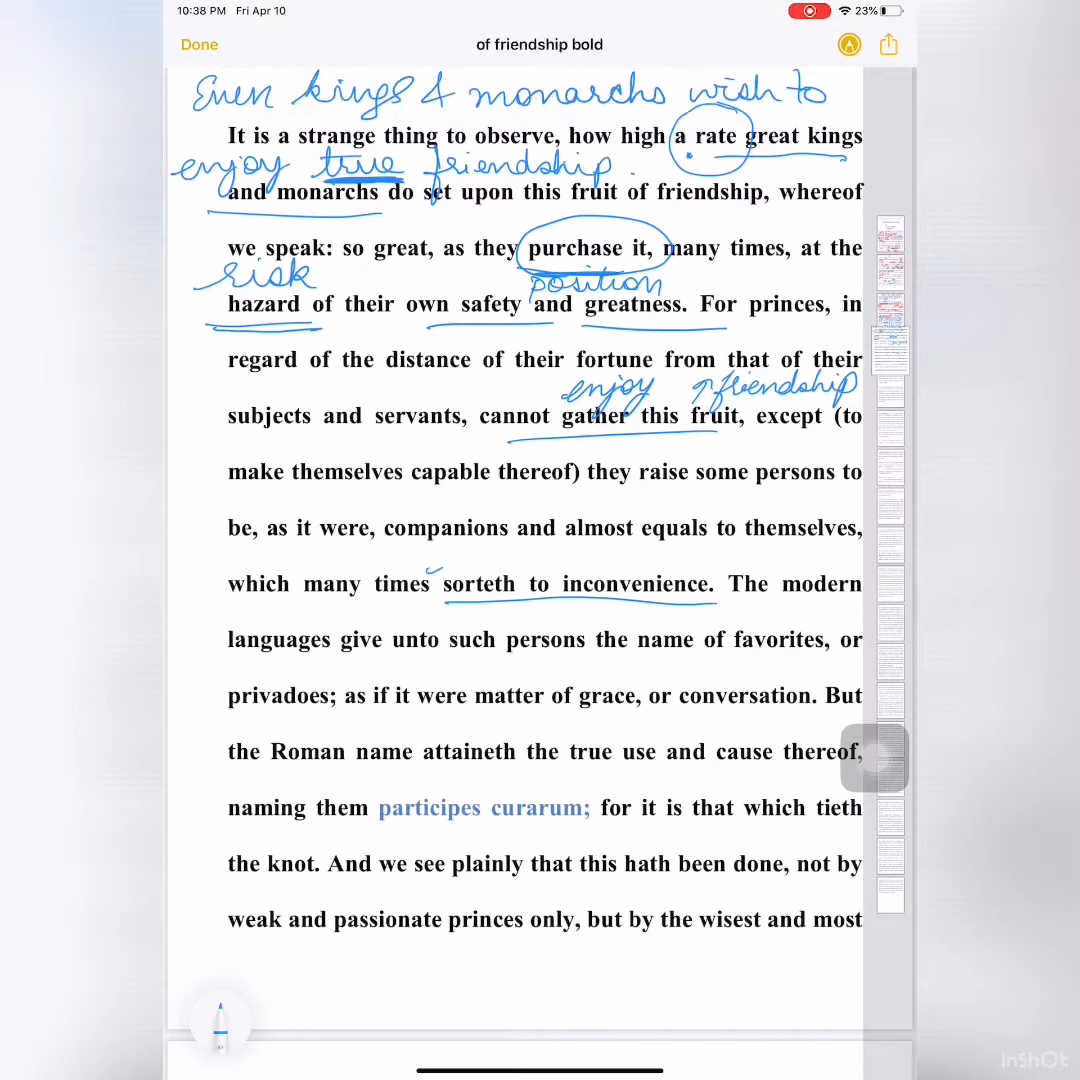 10:38 PM Fri Apr 10 23%
Done of friendship bold
Even kings & monarchs wish to
It is a strange thing to observe, how high a rate great kings
enjoy true friendship.
and monarchs do set upon this fruit of friendship, whereof
we speak: so great, as they purchase it, many times, at the
risk position
hazard of their own safety and greatness. For princes, in
regard of the distance of their fortune from that of their
enjoy friendship
subjects and servants, cannot gather this fruit, except (to
make themselves capable thereof) they raise some persons to
be, as it were, companions and almost equals to themselves,
which many times sorteth to inconvenience. The modern
languages give unto such persons the name of favorites, or
privadoes; as if it were matter of grace, or conversation. But
the Roman name attaineth the true use and cause thereof,
naming them participes curarum; for it is that which tieth
the knot. And we see plainly that this hath been done, not by
weak and passionate princes only, but by the wisest and most
InShOt